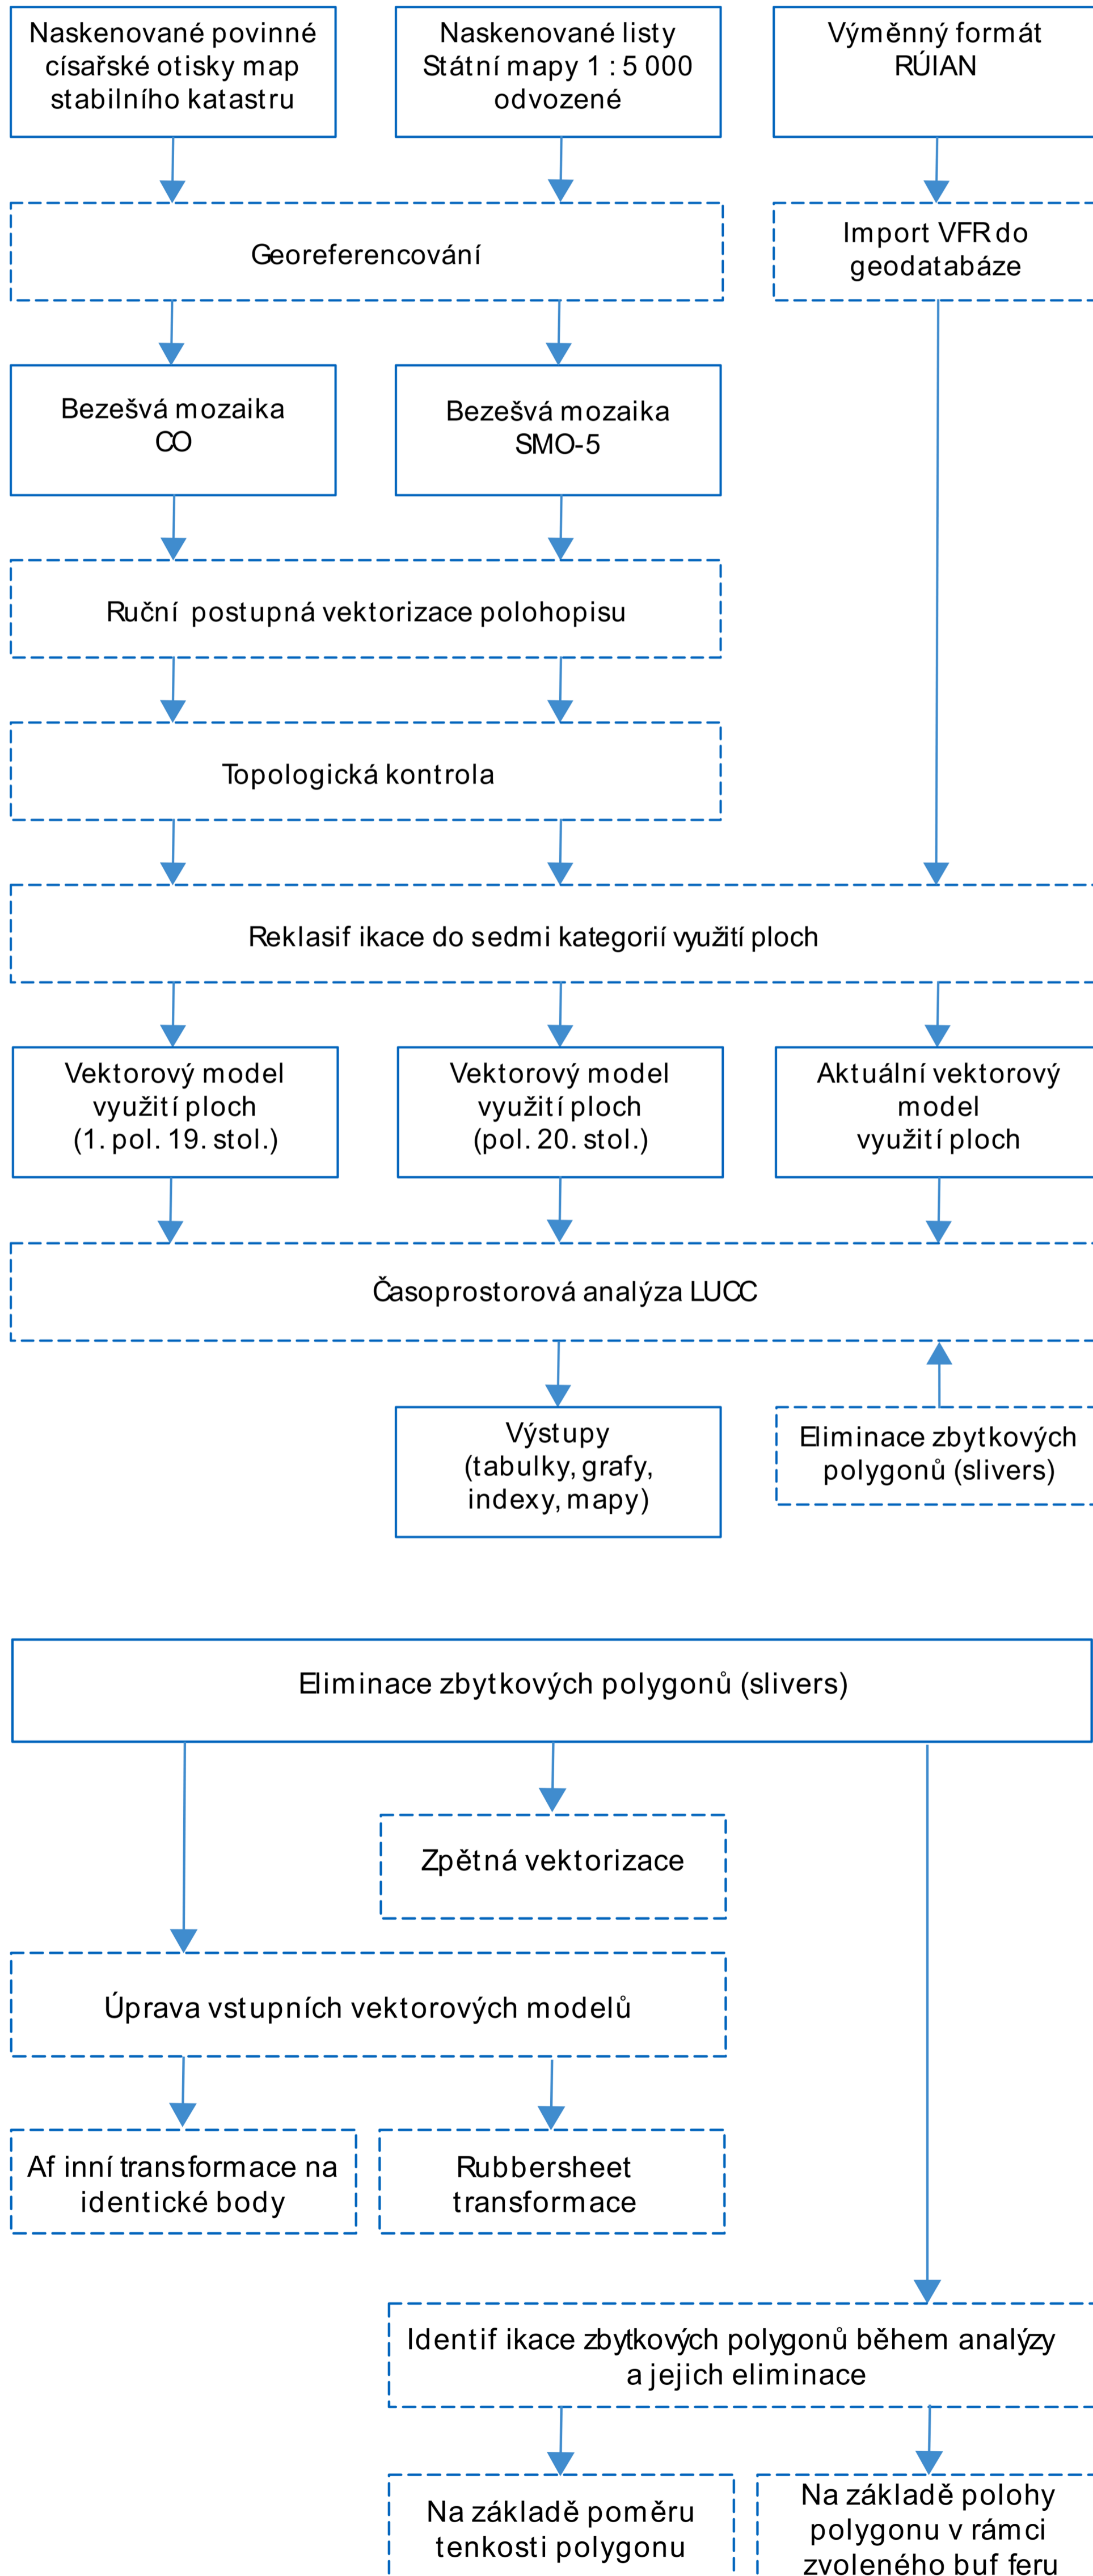 Naskenované povinné
císařské otisky map
stabilního katastru
Naskenované listy
Státní mapy 1 : 5 000
odvozené
Výměnný formát
RÚIAN
Georeferencování
Import VFR do
geodatabáze
Bezešvá mozaika
CO
Bezešvá mozaika
SMO-5
Ruční postupná vektorizace polohopisu
Topologická kontrola
Reklasifikace do sedmi kategorií využití ploch
Vektorový model
využití ploch
(1. pol. 19. stol.)
Vektorový model
využití ploch
(pol. 20. stol.)
Aktuální vektorový
model
využití ploch
Časoprostorová analýza LUCC
Výstupy
(tabulky, grafy,
indexy, mapy)
Eliminace zbytkových
polygonů (slivers)
Eliminace zbytkových polygonů (slivers)
Zpětná vektorizace
Úprava vstupních vektorových modelů
Afinní transformace na
identické body
Rubbersheet
transformace
Identifikace zbytkových polygonů během analýzy
a jejich eliminace
Na základě poměru
tenkosti polygonu
Na základě polohy
polygonu v rámci
zvoleného bufferu